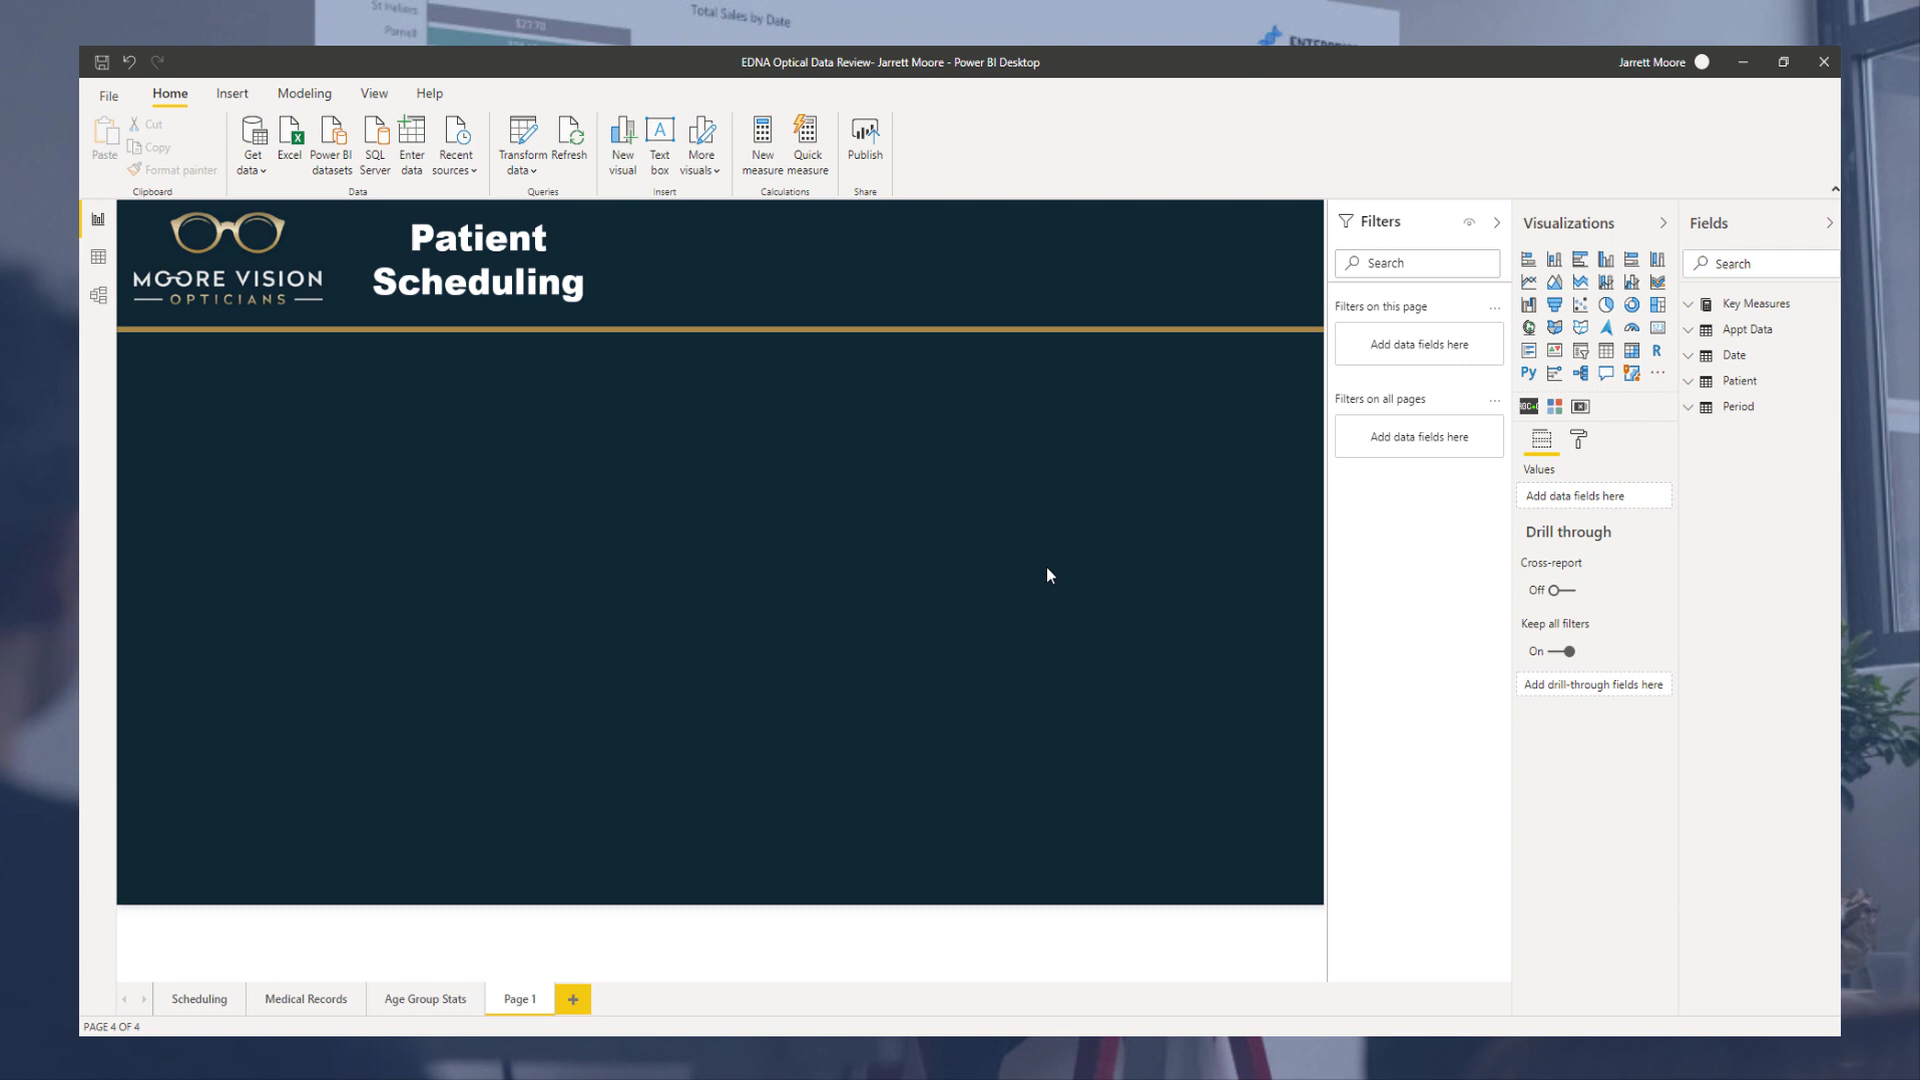 St Heliers
$22.70
Parnell
Total Sales by Date
EDNA Optical Data Review- Jarrett Moore - Power BI Desktop
Jarrett Moore
File
Home
Insert
Modeling
View
Help
Paste
Cut
Copy
Format painter
Get data
Excel
Power BI datasets
SQL Server
Enter data
Recent sources
Transform data
Refresh
New visual
Text box
More visuals
New measure
Quick measure
Publish
Clipboard
Data
Queries
Insert
Calculations
Share
MOORE VISION
OPTICIANS
Patient
Scheduling
Filters
Search
Filters on this page
Add data fields here
Filters on all pages
Add data fields here
Visualizations
R
Py
Values
Add data fields here
Drill through
Cross-report
Off
Keep all filters
On
Add drill-through fields here
Fields
Search
Key Measures
Appt Data
Date
Patient
Period
Scheduling
Medical Records
Age Group Stats
Page 1
PAGE 4 OF 4